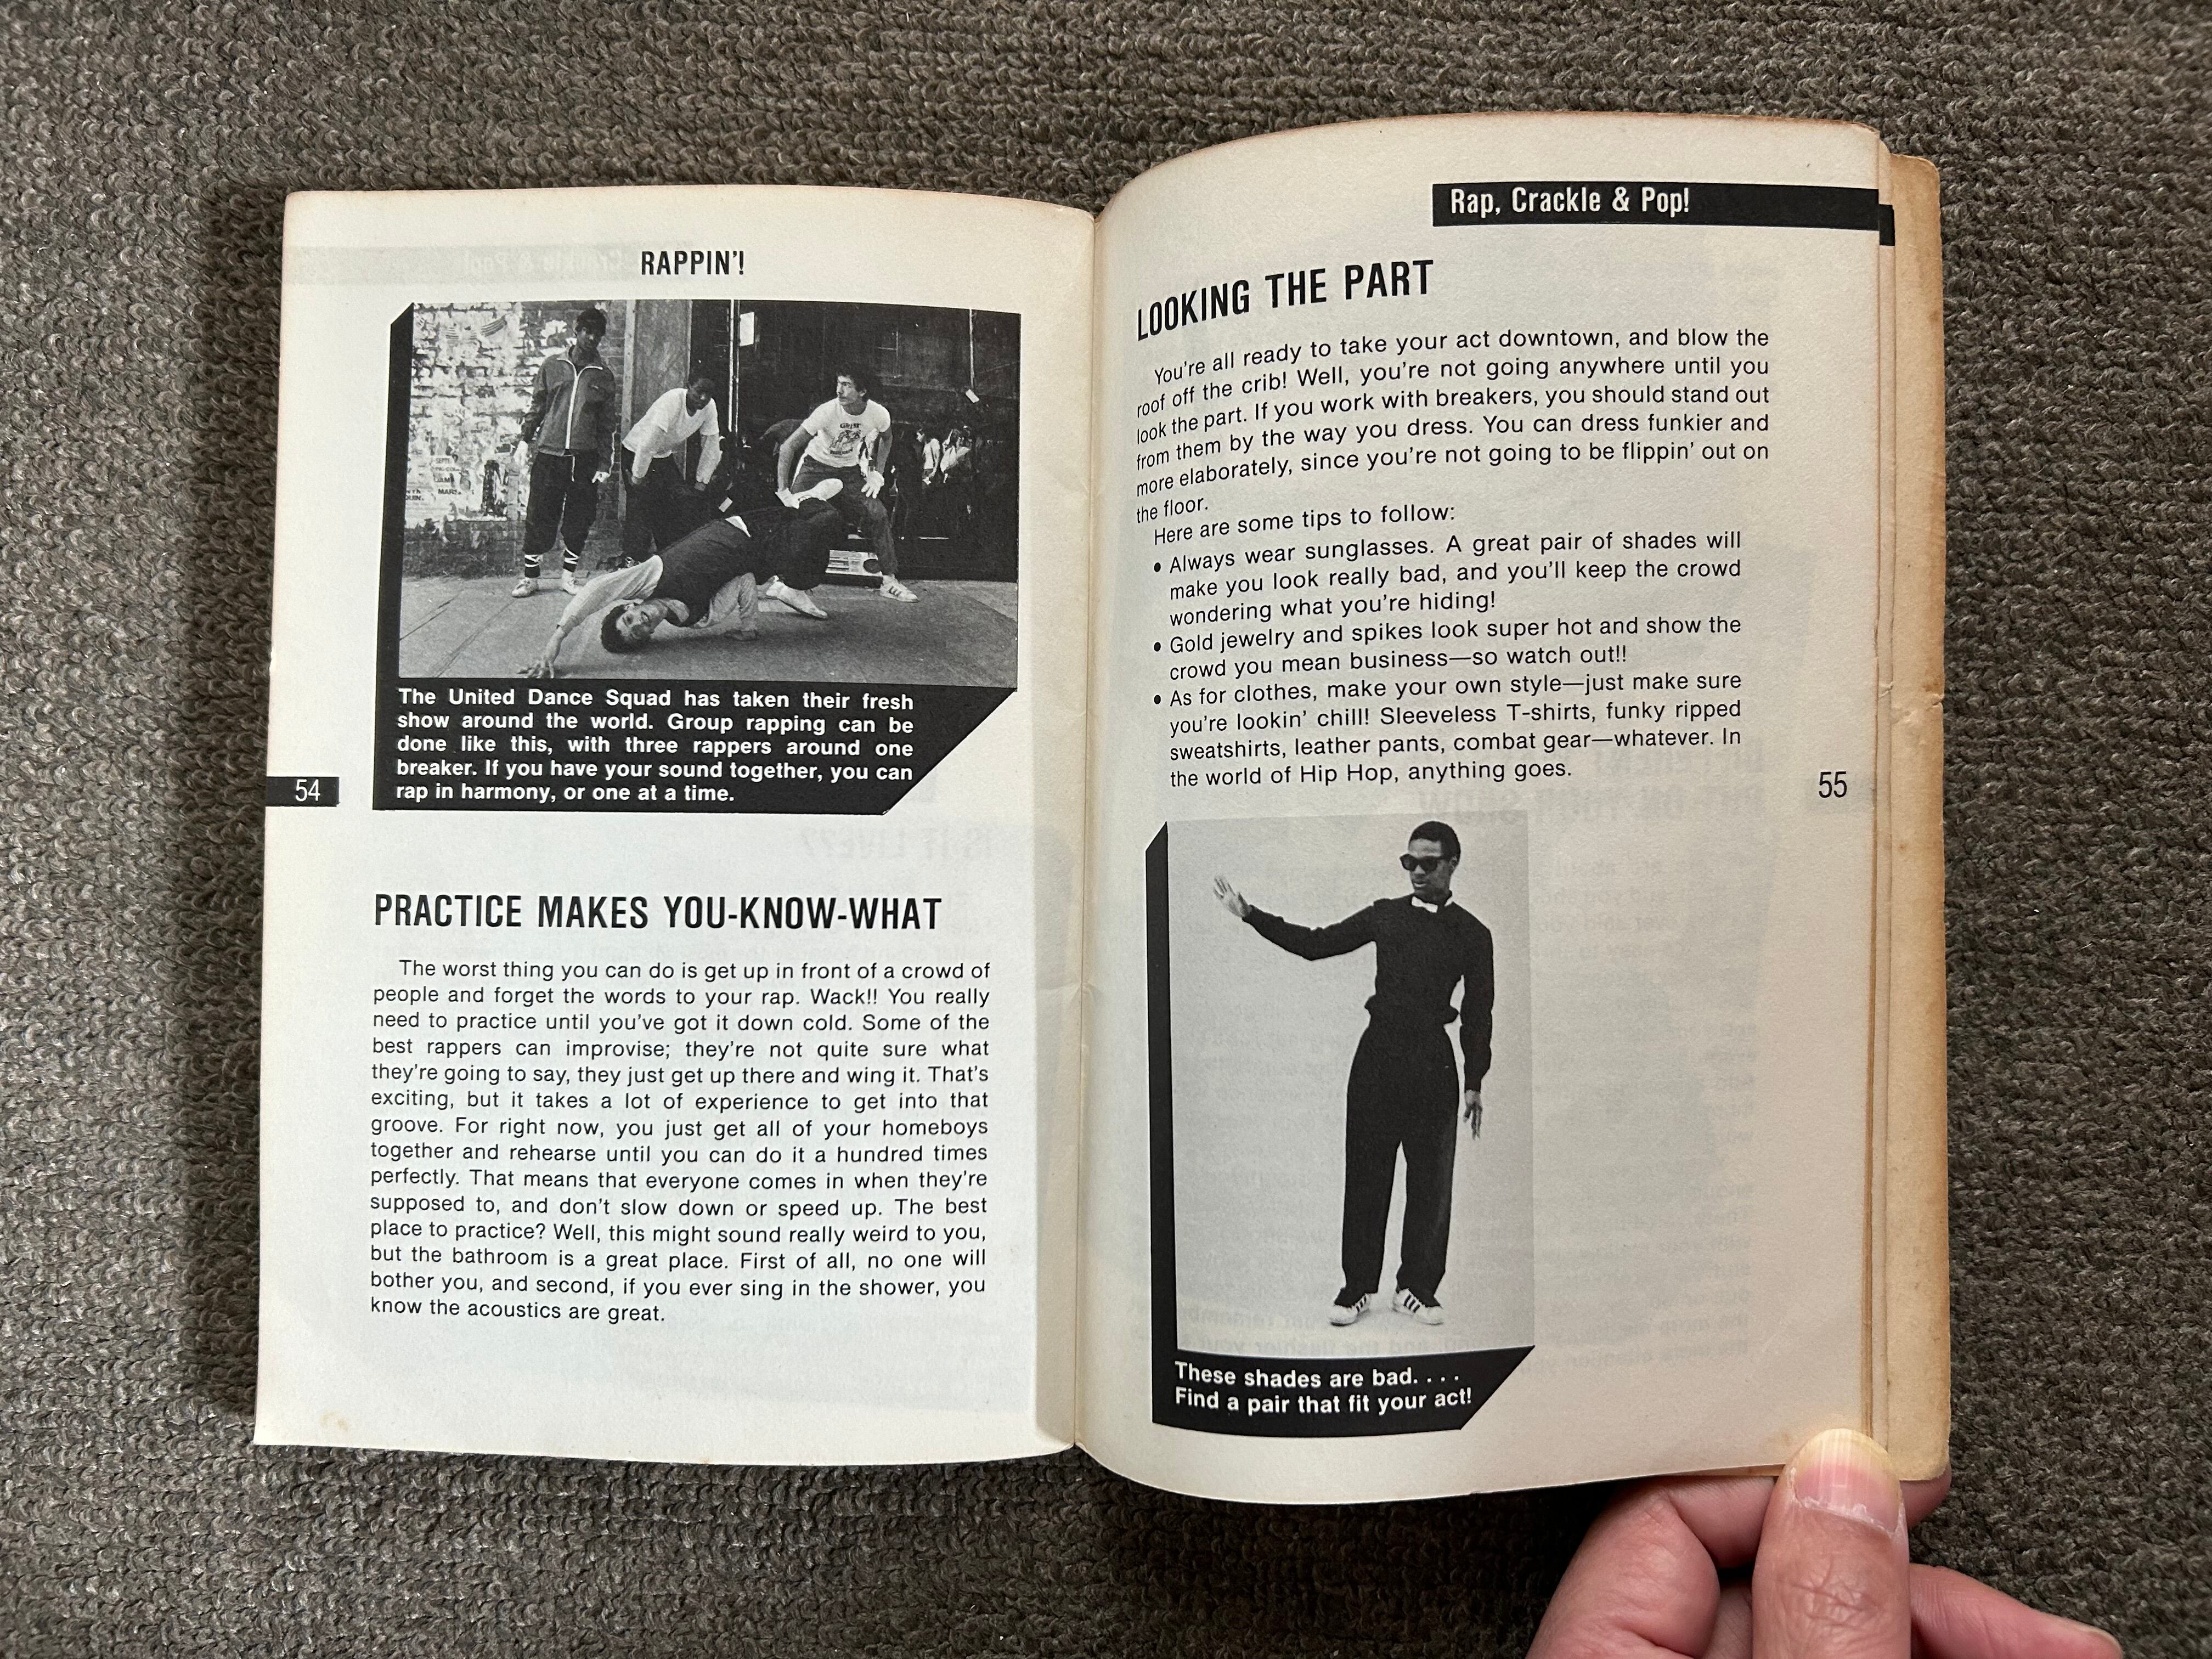 RAPPIN'!
The United Dance Squad has taken their fresh
show around the world. Group rapping can be
done like this, with three rappers around one
breaker. If you have your sound together, you can
rap in harmony, or one at a time.
54
PRACTICE MAKES YOU-KNOW-WHAT
The worst thing you can do is get up in front of a crowd of
people and forget the words to your rap. Wack!! You really
need to practice until you've got it down cold. Some of the
best rappers can improvise; they're not quite sure what
they're going to say, they just get up there and wing it. That's
exciting, but it takes a lot of experience to get into that
groove. For right now, you just get all of your homeboys
together and rehearse until you can do it a hundred times
perfectly. That means that everyone comes in when they're
supposed to, and don't slow down or speed up. The best
place to practice? Well, this might sound really weird to you,
but the bathroom is a great place. First of all, no one will
bother you, and second, if you ever sing in the shower, you
know the acoustics are great.
Rap, Crackle & Pop!
LOOKING THE PART
You're all ready to take your act downtown, and blow the
roof off the crib! Well, you're not going anywhere until you
look the part. If you work with breakers, you should stand out
from them by the way you dress. You can dress funkier and
more elaborately, since you're not going to be flippin' out on
the floor.
Here are some tips to follow:
• Always wear sunglasses. A great pair of shades will
make you look really bad, and you'll keep the crowd
wondering what you're hiding!
• Gold jewelry and spikes look super hot and show the
crowd you mean business—so watch out!!
• As for clothes, make your own style—just make sure
you're lookin' chill! Sleeveless T-shirts, funky ripped
sweatshirts, leather pants, combat gear—whatever. In
the world of Hip Hop, anything goes.
55
These shades are bad. . . .
Find a pair that fit your act!